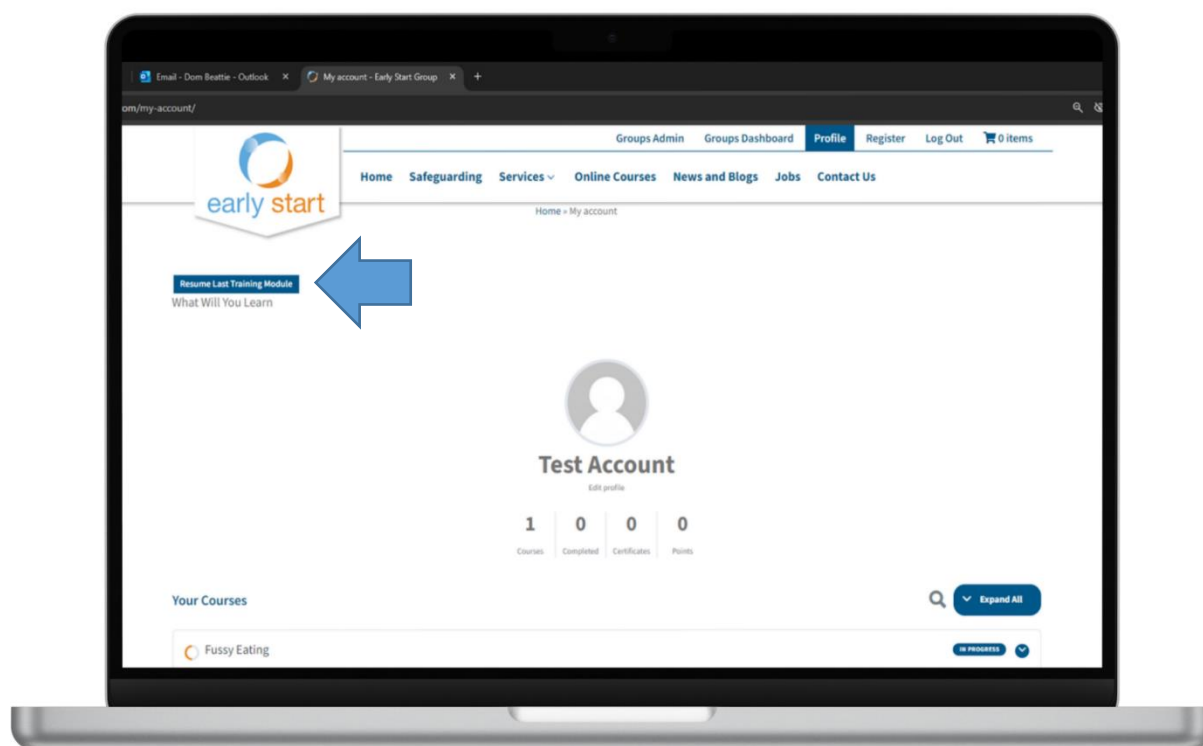 Email - Dom Beattie - Outlook × My account - Early Start Group × +
om/my-account/
Groups Admin Groups Dashboard Profile Register Log Out 0 items
early start
Home Safeguarding Services Online Courses News and Blogs Jobs Contact Us
Home » My account
Resume Last Training Module
What Will You Learn
Test Account
Edit profile
1 0 0 0
Courses Completed Certificates Points
Your Courses
Expand All
Fussy Eating
IN PROGRESS